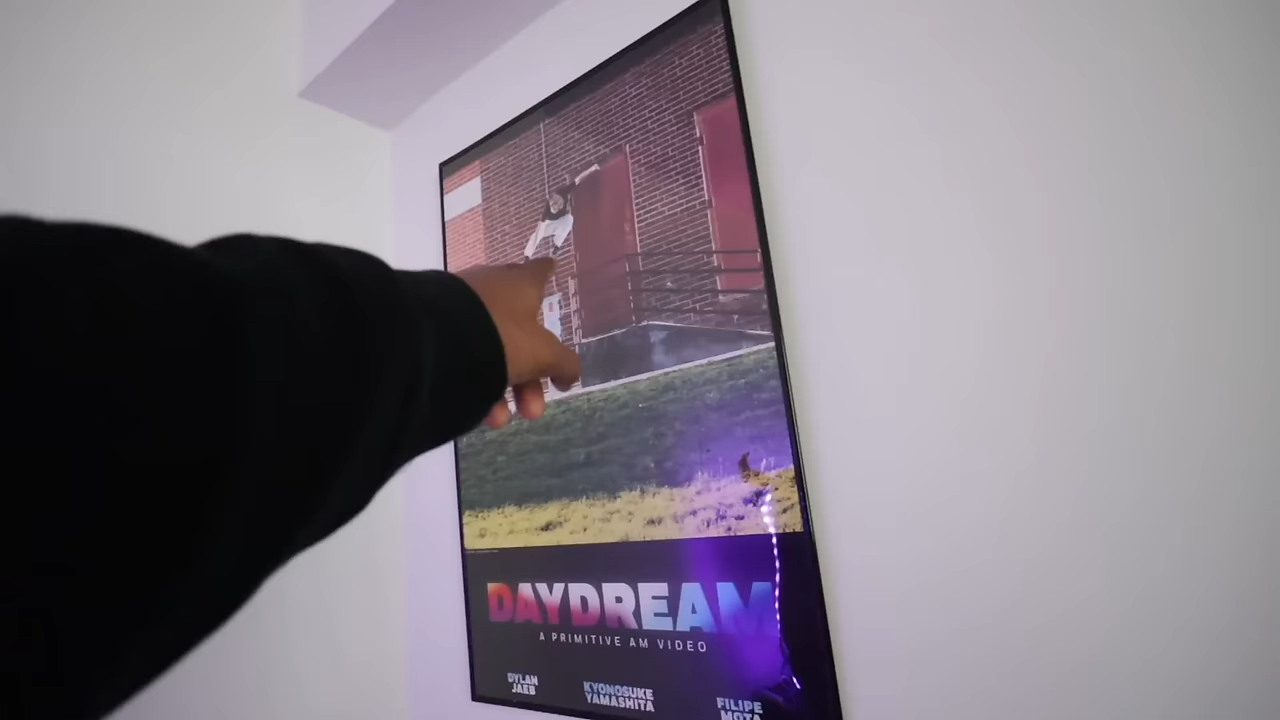 DAYDREAM
A PRIMITIVE AM VIDEO
DYLAN
JAEB
KYONOSUKE
YAMASHITA
FILIPE
MOTA